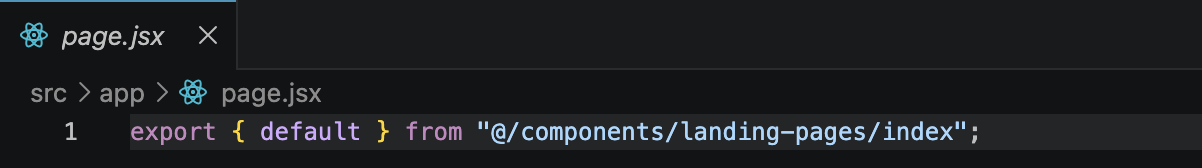 page.jsx
src > app > page.jsx
1 export { default } from "@/components/landing-pages/index";